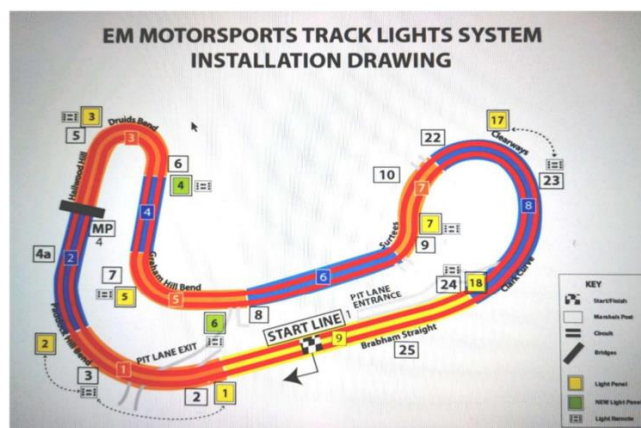 EM MOTORSPORTS TRACK LIGHTS SYSTEM
INSTALLATION DRAWING
3
5
Druids Bend
3
6
4
Hailwood Hill
MP
4
4
4a
2
7
5
Graham Hill Bend
5
6
8
Paddock Hill Bend
2
3
1
PIT LANE EXIT
2
1
START LINE
1
9
Brabham Straight
25
PIT LANE
ENTRANCE
6
Surtees
9
7
7
10
22
17
Clearways
23
8
Clark Curve
24
18
KEY
Start/Finish
Marshals Post
Circuit
Bridges
Light Panel
NEW Light Panel
Light Remote